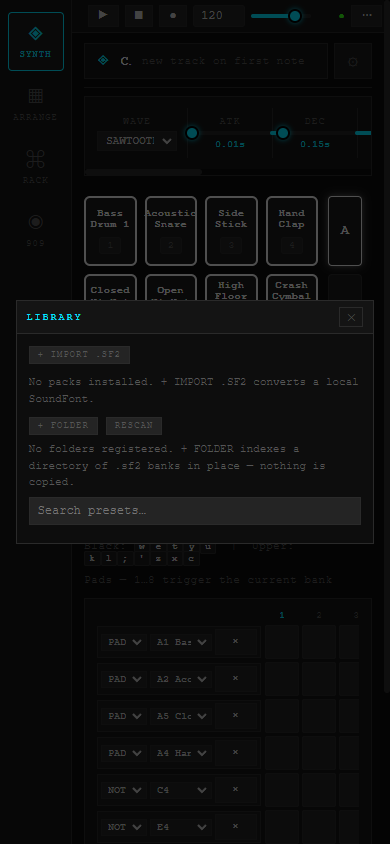 120
...
SYNTH
C. new track on first note
WAVE ATK DEC
SAWTOOTH
0.01s 0.15s
ARRANGE
RACK
Bass Drum 1
Acoustic Snare
Side Stick
Hand Clap
A
1 2 3 4
Closed
Open
High Floor
Crash Cymbal
LIBRARY
×
+ IMPORT .SF2
No packs installed. + IMPORT .SF2 converts a local
SoundFont.
+ FOLDER RESCAN
No folders registered. + FOLDER indexes a
directory of .sf2 banks in place — nothing is
copied.
Search presets…
Black: w e t y u Upper:
k l ; ' z x c
Pads — 1…8 trigger the current bank
1 2 3
PAD A1 Bas ×
PAD A2 Aco ×
PAD A5 Clo ×
PAD A4 Han ×
NOT C4 ×
NOT E4 ×